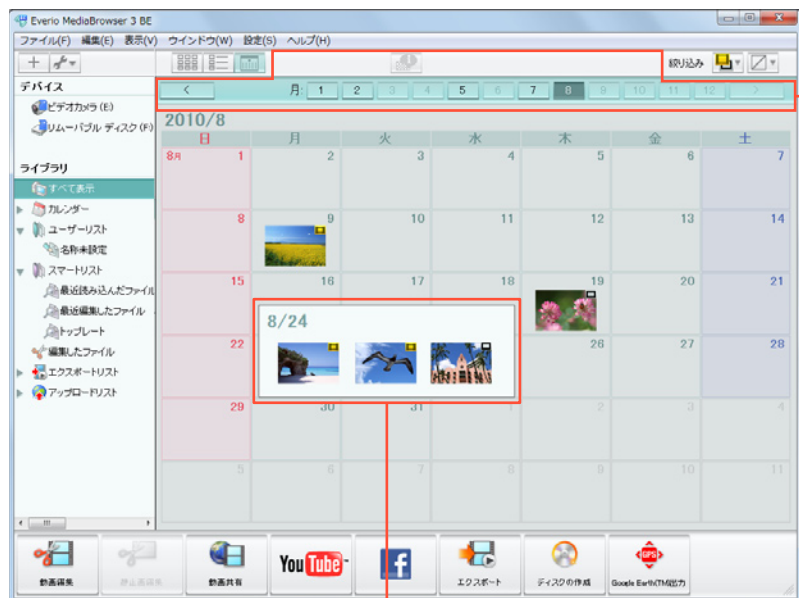 Everio MediaBrowser 3 BE
ファイル(F) 編集(E) 表示(V) ウインドウ(W) 設定(S) ヘルプ(H)
絞り込み
デバイス
ビデオカメラ (E)
リムーバブル ディスク (F)
ライブラリ
すべて表示
カレンダー
ユーザーリスト
名称未設定
スマートリスト
最近読み込んだファイル
最近編集したファイル
トップレート
編集したファイル
エクスポートリスト
アップロードリスト
< 月: 1 2 3 4 5 6 7 8 9 10 11 12 >
2010/8
日 月 火 水 木 金 土
8月 1 2 3 4 5 6 7
8 9 10 11 12 13 14
15 16 17 18 19 20 21
8/24
22 26 27 28
29 30 31 1 2 3 4
5 6 7 8 9 10 11
動画編集 静止画編集 動画共有 YouTube f エクスポート ディスクの作成 Google Earth(TM)出力
GPS